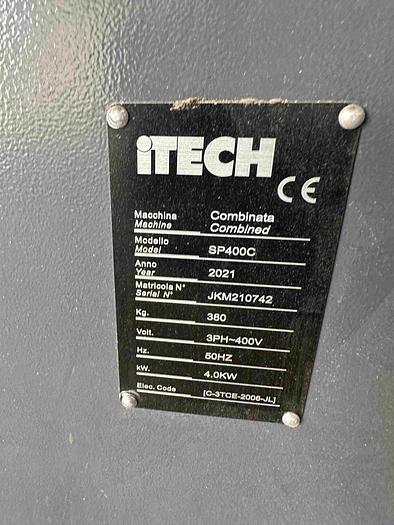 iTECH
CE
Macchina Combinata
Machine Combined
Modello
Model SP400C
Anno
Year 2021
Matricola N°
Serial N° JKM210742
Kg. 380
Volt. 3PH~400V
Hz. 50HZ
kW. 4.0KW
Elec. Code [C-3TCE-2006-JL]